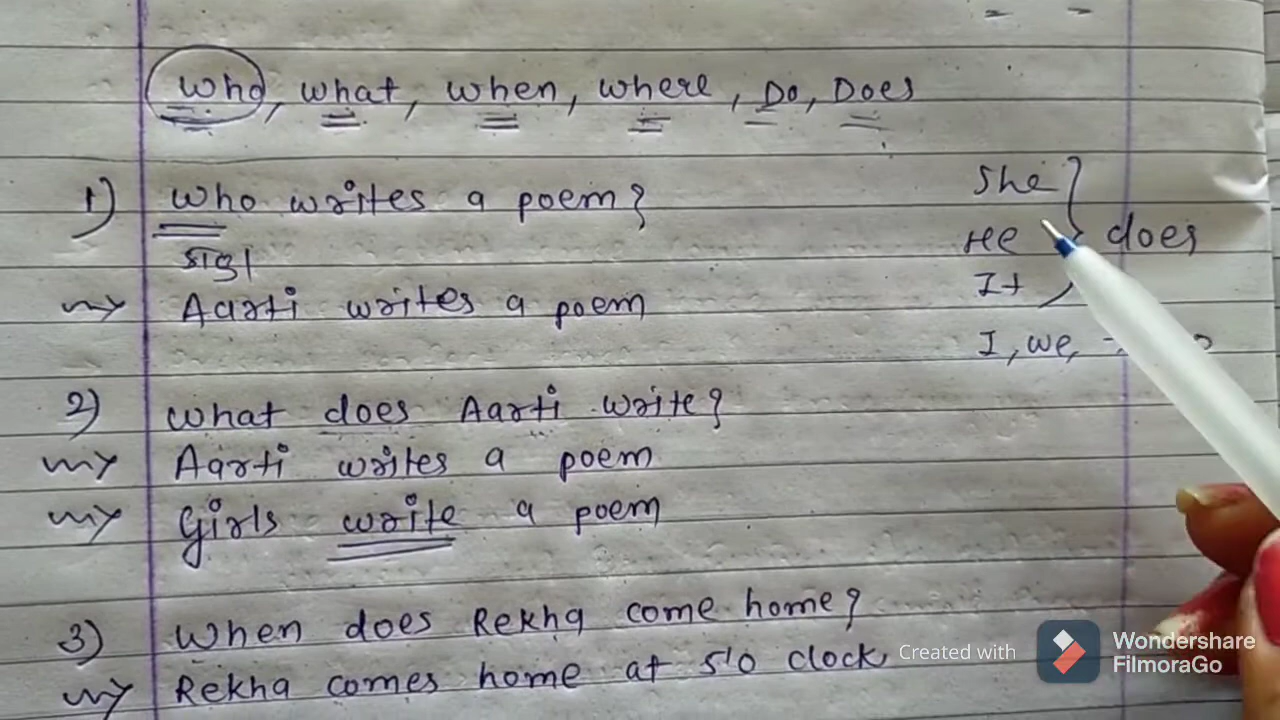 Who, what, when, where, Do, Does
1) Who writes a poem?
She
He does
It
Aarti writes a poem
I, we,
2) What does Aarti write?
Aarti writes a poem
Girls write a poem
3) When does Rekha come home?
Rekha comes home at 5'o clock
Created with Wondershare FilmoraGo